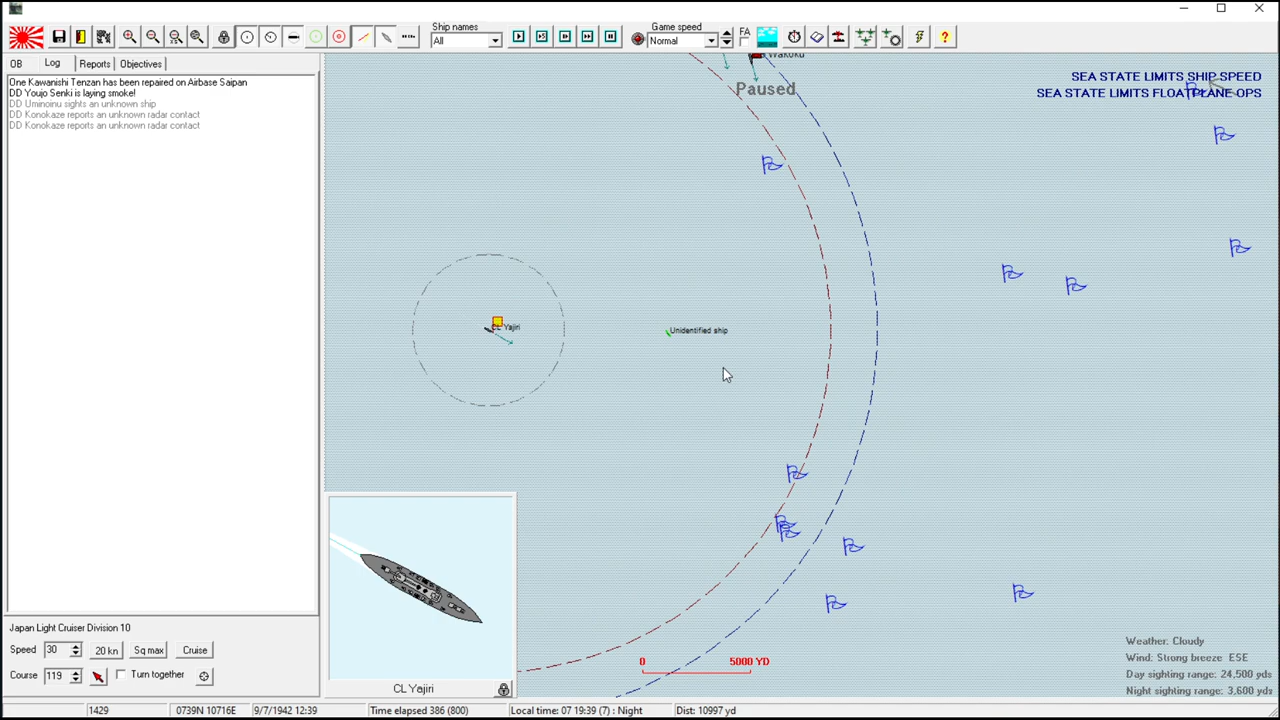 Ship names
All
Game speed
Normal
FA
?
OB
Log
Reports
Objectives
One Kawanishi Tenzan has been repaired on Airbase Saipan
DD Youjo Senki is laying smoke!
DD Uminoinu sights an unknown ship
DD Konokaze reports an unknown radar contact
DD Konokaze reports an unknown radar contact
Wakoku
Paused
SEA STATE LIMITS SHIP SPEED
SEA STATE LIMITS FLOATPLANE OPS
CL Yajiri
Unidentified ship
0
5000 YD
Weather: Cloudy
Wind: Strong breeze ESE
Day sighting range: 24,500 yds
Night sighting range: 3,600 yds
Japan Light Cruiser Division 10
Speed
30
20 kn
Sq max
Cruise
Course
119
Turn together
CL Yajiri
1429
0739N 10716E
9/7/1942 12:39
Time elapsed 386 (800)
Local time: 07 19:39 (7) : Night
Dist: 10997 yd